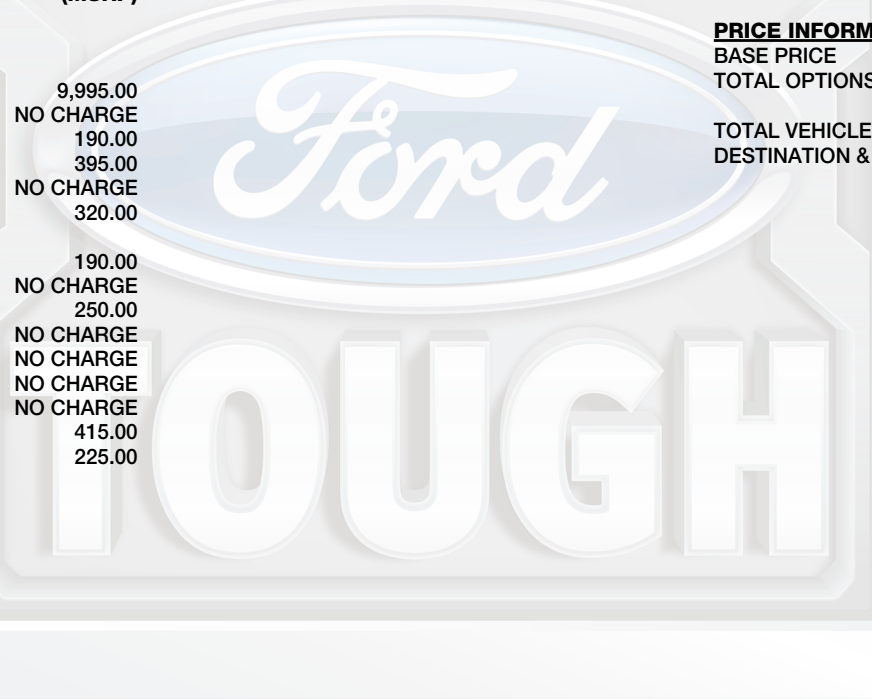 (MSRP)
9,995.00
NO CHARGE
190.00
395.00
NO CHARGE
320.00
190.00
NO CHARGE
250.00
NO CHARGE
NO CHARGE
NO CHARGE
NO CHARGE
415.00
225.00
PRICE INFORM
BASE PRICE
TOTAL OPTIONS
TOTAL VEHICLE
DESTINATION &
Ford
TOUGH